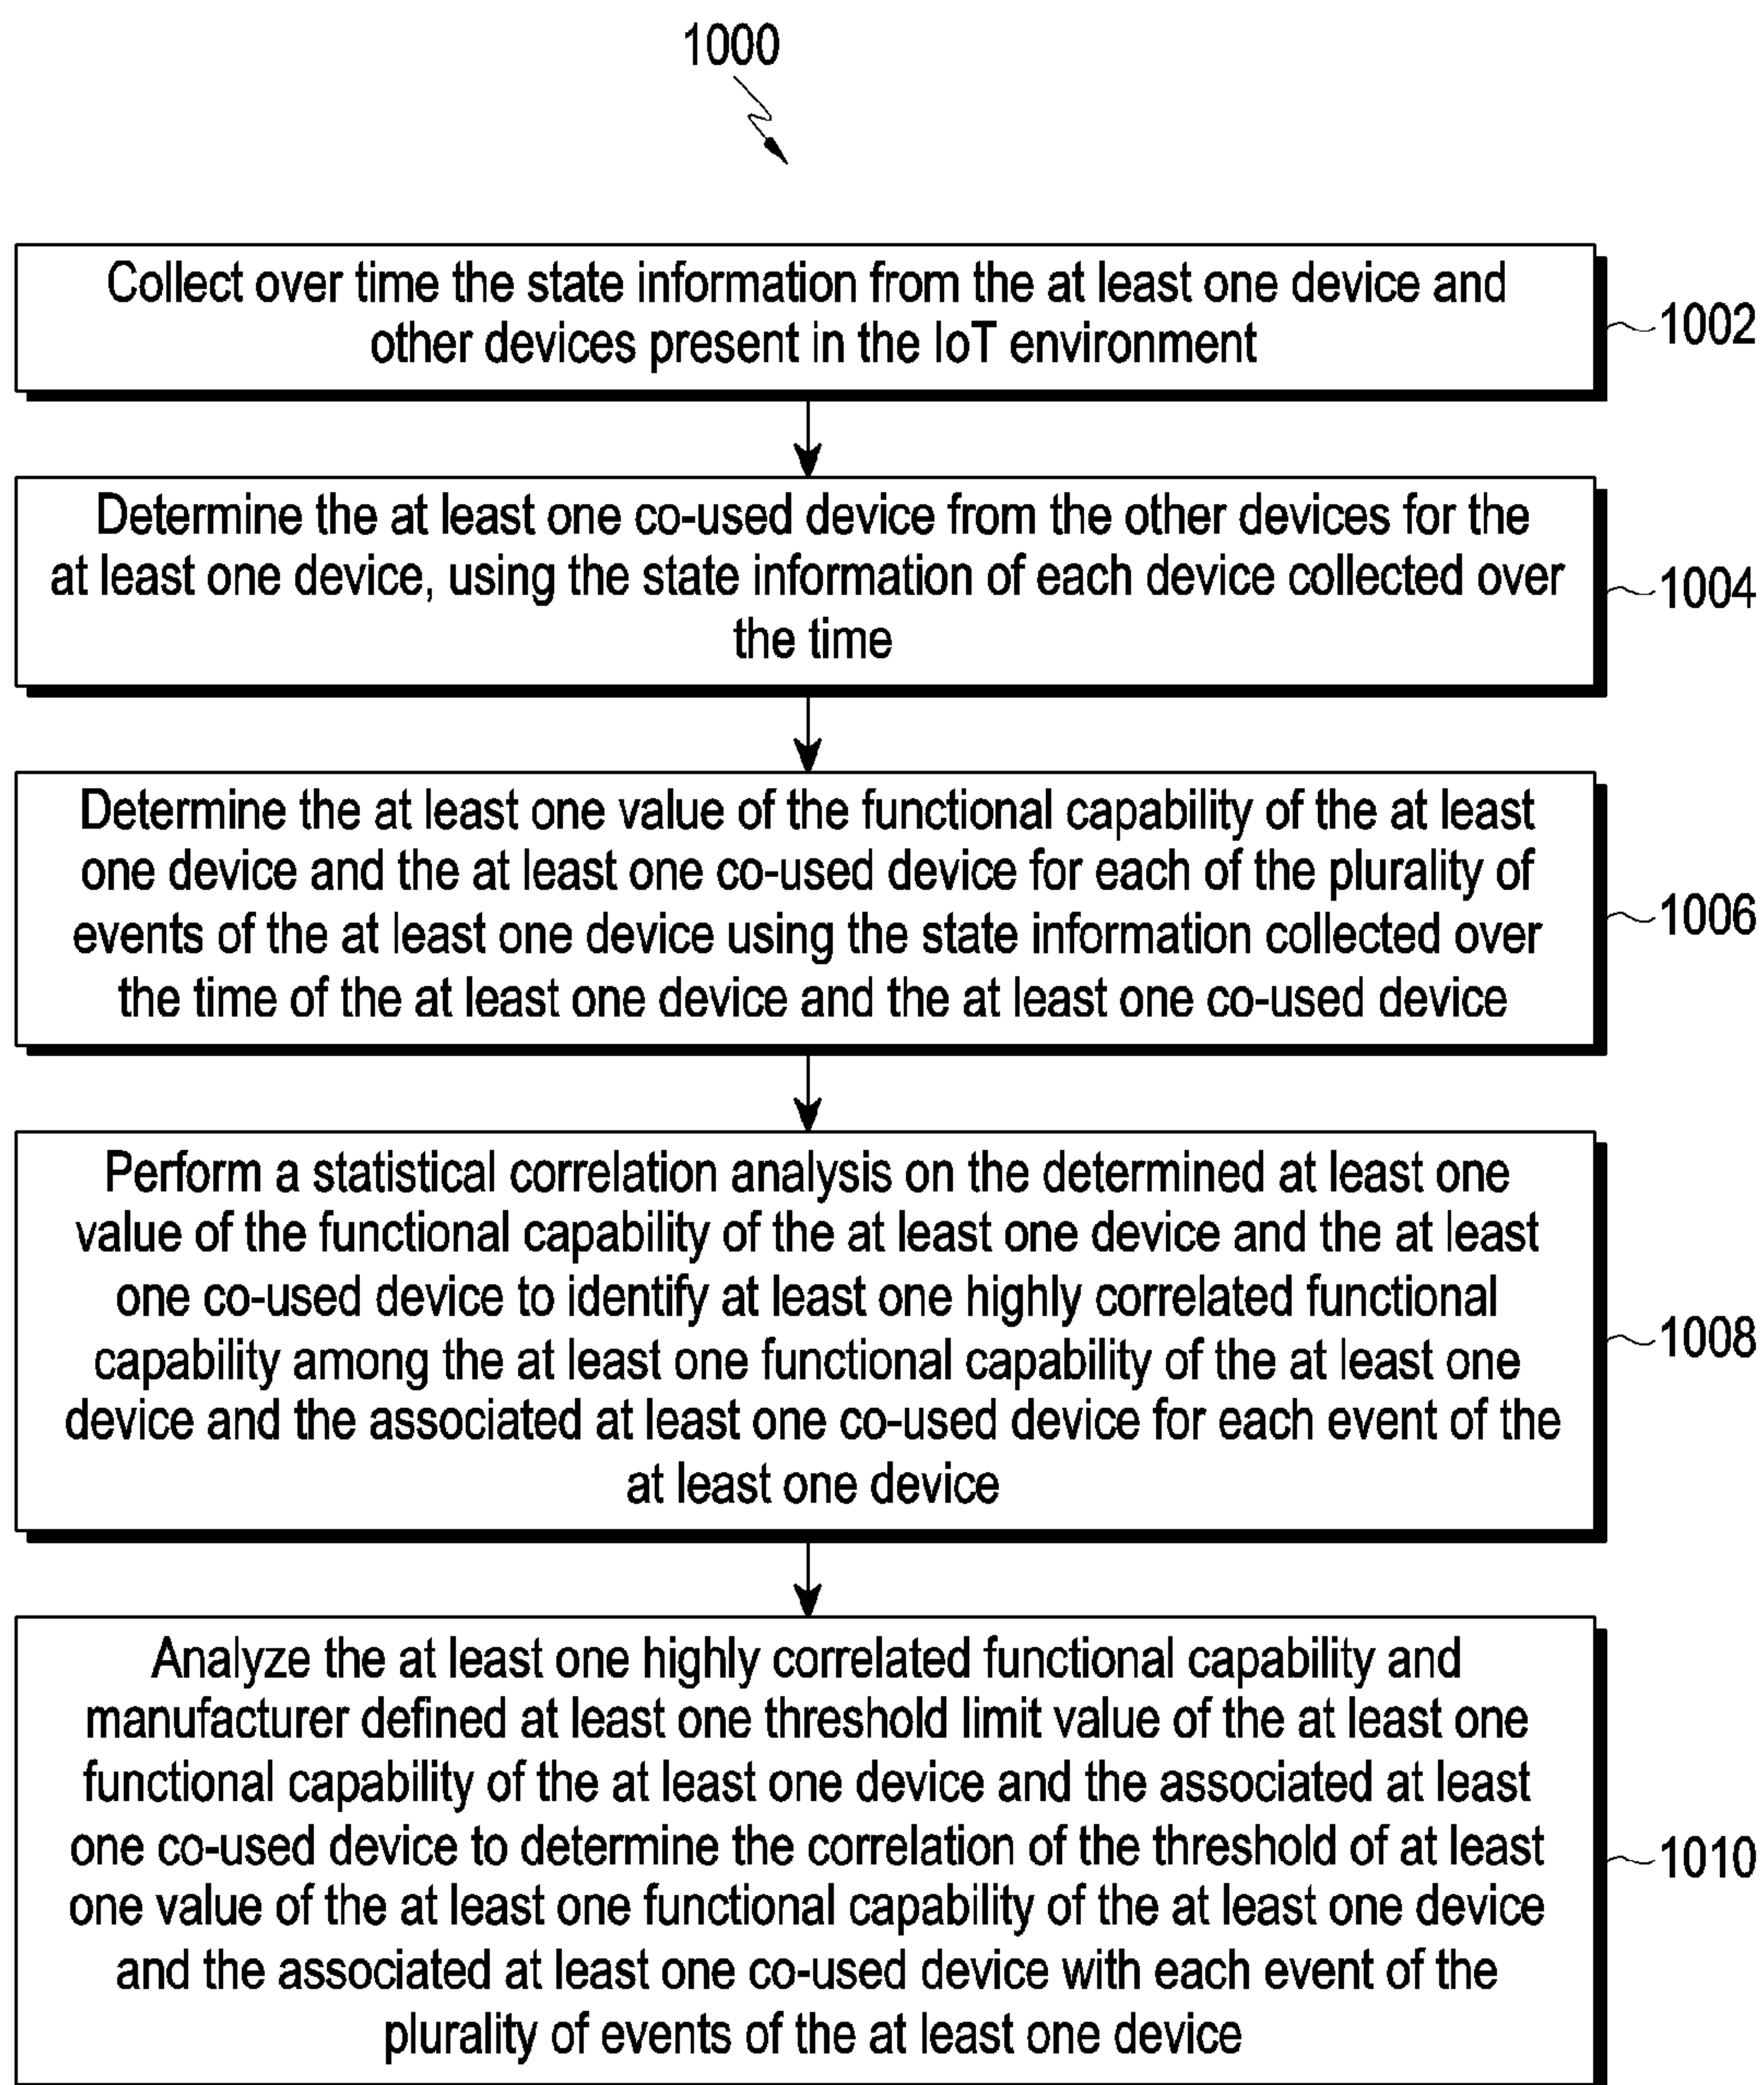 1000
Collect over time the state information from the at least one device and
other devices present in the IoT environment
1002
Determine the at least one co-used device from the other devices for the
at least one device, using the state information of each device collected over
the time
1004
Determine the at least one value of the functional capability of the at least
one device and the at least one co-used device for each of the plurality of
events of the at least one device using the state information collected over
the time of the at least one device and the at least one co-used device
1006
Perform a statistical correlation analysis on the determined at least one
value of the functional capability of the at least one device and the at least
one co-used device to identify at least one highly correlated functional
capability among the at least one functional capability of the at least one
device and the associated at least one co-used device for each event of the
at least one device
1008
Analyze the at least one highly correlated functional capability and
manufacturer defined at least one threshold limit value of the at least one
functional capability of the at least one device and the associated at least
one co-used device to determine the correlation of the threshold of at least
one value of the at least one functional capability of the at least one device
and the associated at least one co-used device with each event of the
plurality of events of the at least one device
1010